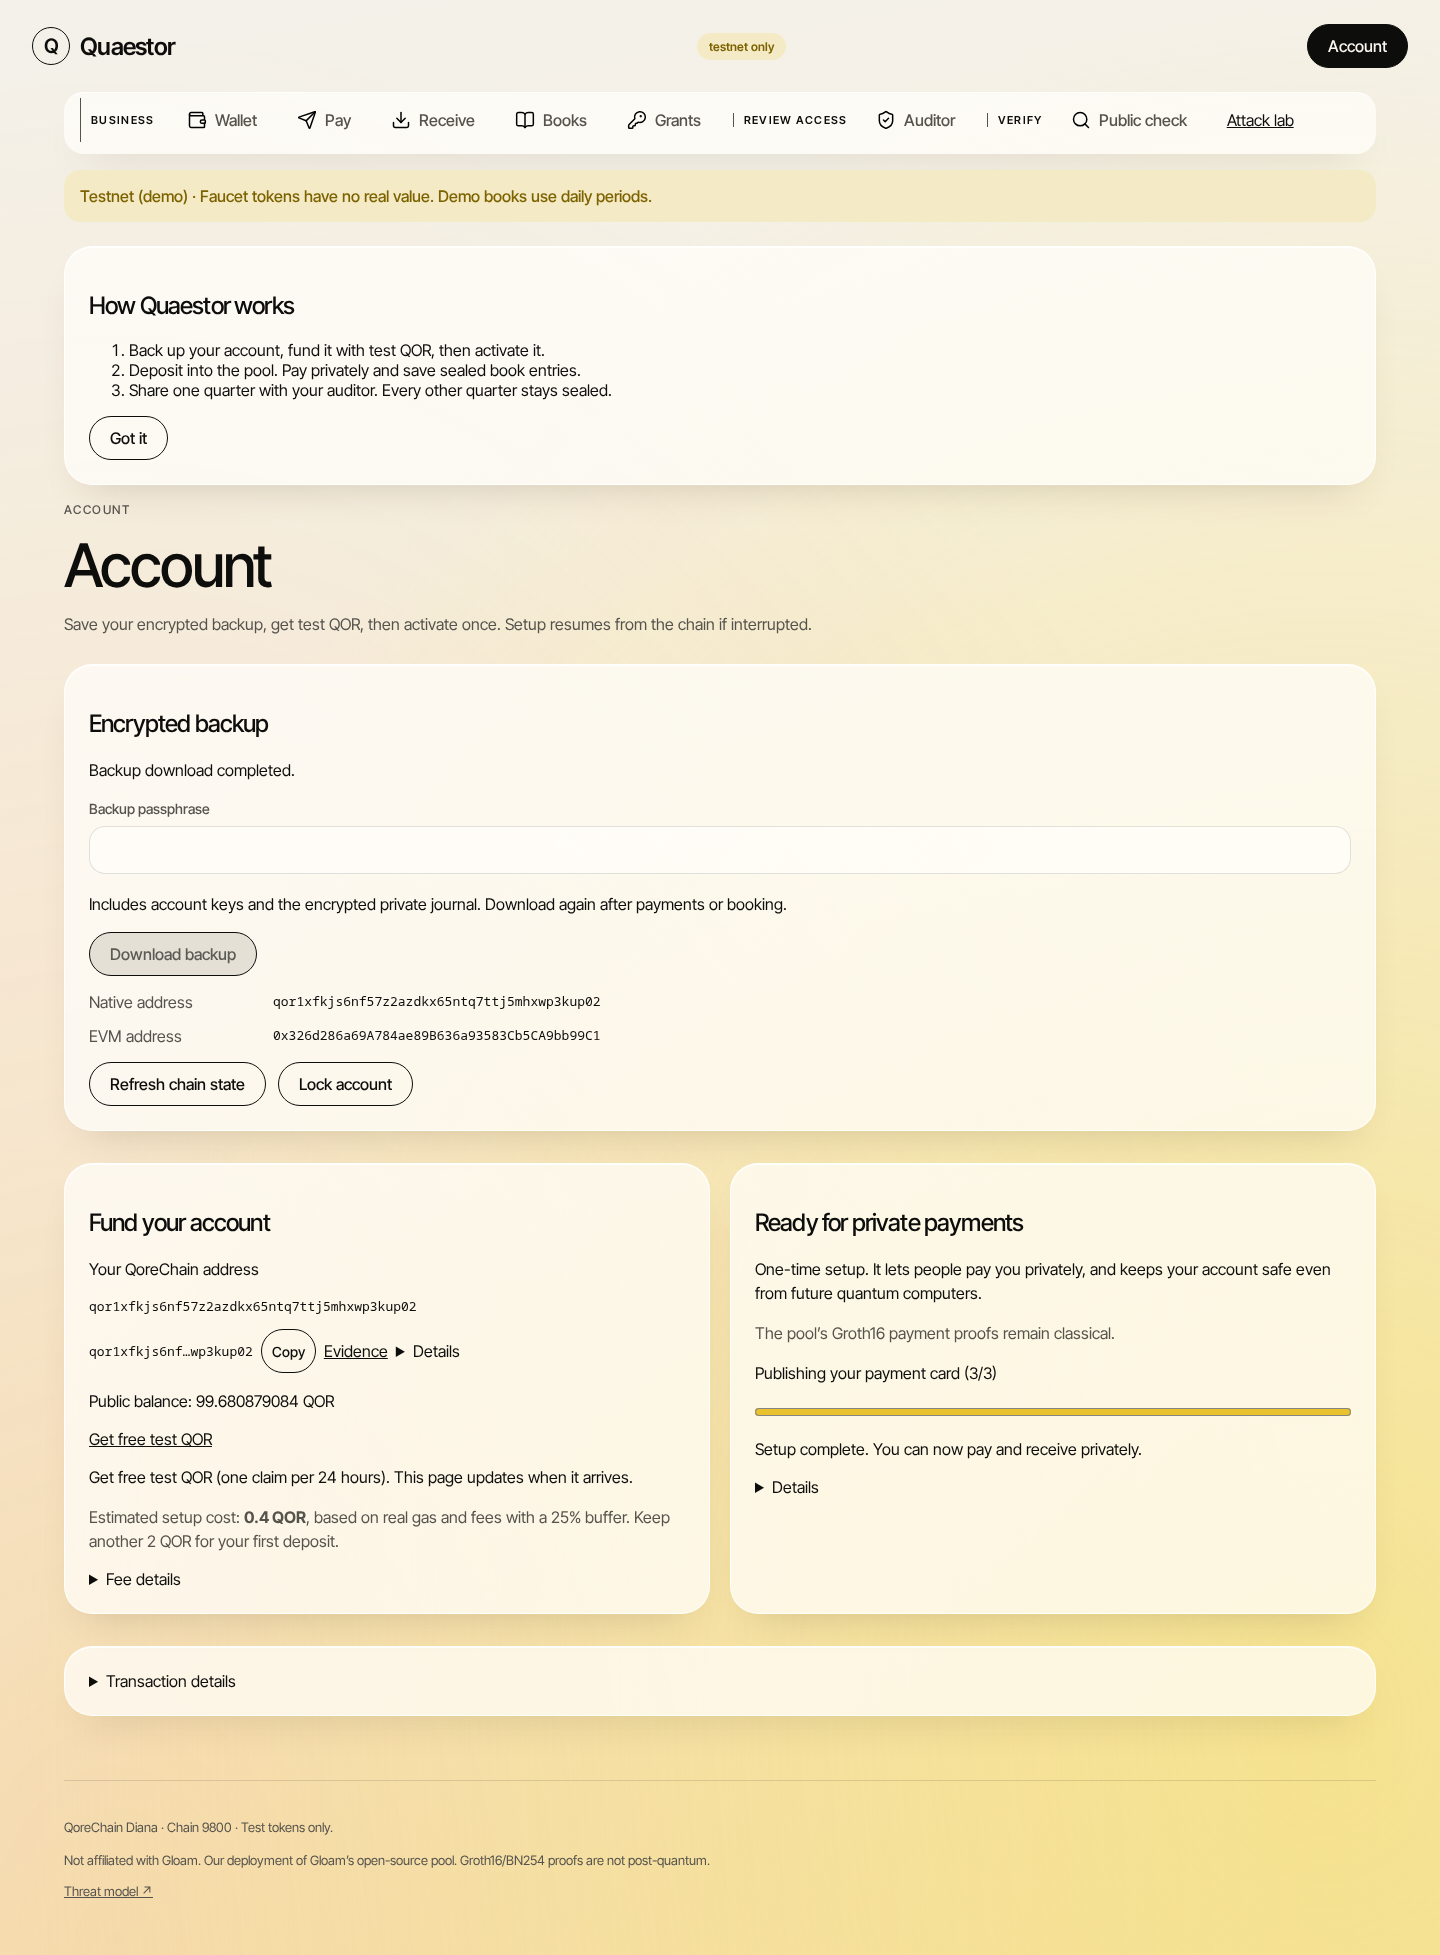 Q Quaestor
testnet only
Account
BUSINESS Wallet Pay Receive Books Grants REVIEW ACCESS Auditor VERIFY Public check Attack lab
Testnet (demo) · Faucet tokens have no real value. Demo books use daily periods.
How Quaestor works
1. Back up your account, fund it with test QOR, then activate it.
2. Deposit into the pool. Pay privately and save sealed book entries.
3. Share one quarter with your auditor. Every other quarter stays sealed.
Got it
ACCOUNT
Account
Save your encrypted backup, get test QOR, then activate once. Setup resumes from the chain if interrupted.
Encrypted backup
Backup download completed.
Backup passphrase
Includes account keys and the encrypted private journal. Download again after payments or booking.
Download backup
Native address qor1xfkjs6nf57z2azdkx65ntq7ttj5mhxwp3kup02
EVM address 0x326d286a69A784ae89B636a93583Cb5CA9bb99C1
Refresh chain state Lock account
Fund your account
Your QoreChain address
qor1xfkjs6nf57z2azdkx65ntq7ttj5mhxwp3kup02
qor1xfkjs6nf…wp3kup02 Copy Evidence Details
Public balance: 99.680879084 QOR
Get free test QOR
Get free test QOR (one claim per 24 hours). This page updates when it arrives.
Estimated setup cost: 0.4 QOR, based on real gas and fees with a 25% buffer. Keep
another 2 QOR for your first deposit.
Fee details
Ready for private payments
One-time setup. It lets people pay you privately, and keeps your account safe even
from future quantum computers.
The pool’s Groth16 payment proofs remain classical.
Publishing your payment card (3/3)
Setup complete. You can now pay and receive privately.
Details
Transaction details
QoreChain Diana · Chain 9800 · Test tokens only.
Not affiliated with Gloam. Our deployment of Gloam’s open-source pool. Groth16/BN254 proofs are not post-quantum.
Threat model ↗